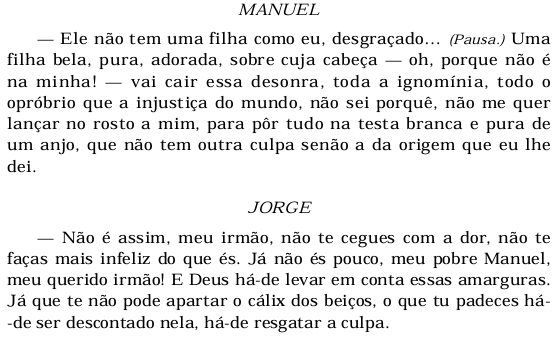 MANUEL
— Ele não tem uma filha como eu, desgraçado... (Pausa.) Uma
filha bela, pura, adorada, sobre cuja cabeça — oh, porque não é
na minha! — vai cair essa desonra, toda a ignomínia, todo o
opróbrio que a injustiça do mundo, não sei porquê, não me quer
lançar no rosto a mim, para pôr tudo na testa branca e pura de
um anjo, que não tem outra culpa senão a da origem que eu lhe
dei.
JORGE
— Não é assim, meu irmão, não te cegues com a dor, não te
faças mais infeliz do que és. Já não és pouco, meu pobre Manuel,
meu querido irmão! E Deus há-de levar em conta essas amarguras.
Já que te não pode apartar o cálix dos beiços, o que tu padeces há-
-de ser descontado nela, há-de resgatar a culpa.